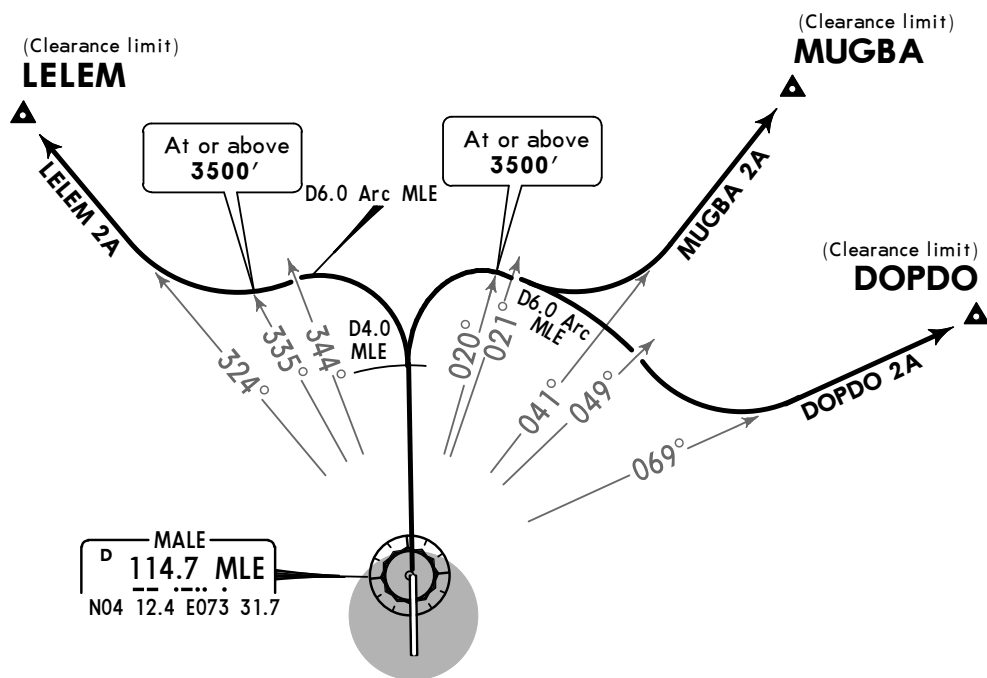 (Clearance limit)
LELEM
(Clearance limit)
MUGBA
At or above
3500′
At or above
3500′
D6.0 Arc MLE
LELEM 2A
MUGBA 2A
(Clearance limit)
DOPDO
D6.0 Arc
MLE
D4.0
MLE
324°
335°
344°
020°
021°
041°
049°
069°
DOPDO 2A
MALE
D 114.7 MLE
N04 12.4 E073 31.7